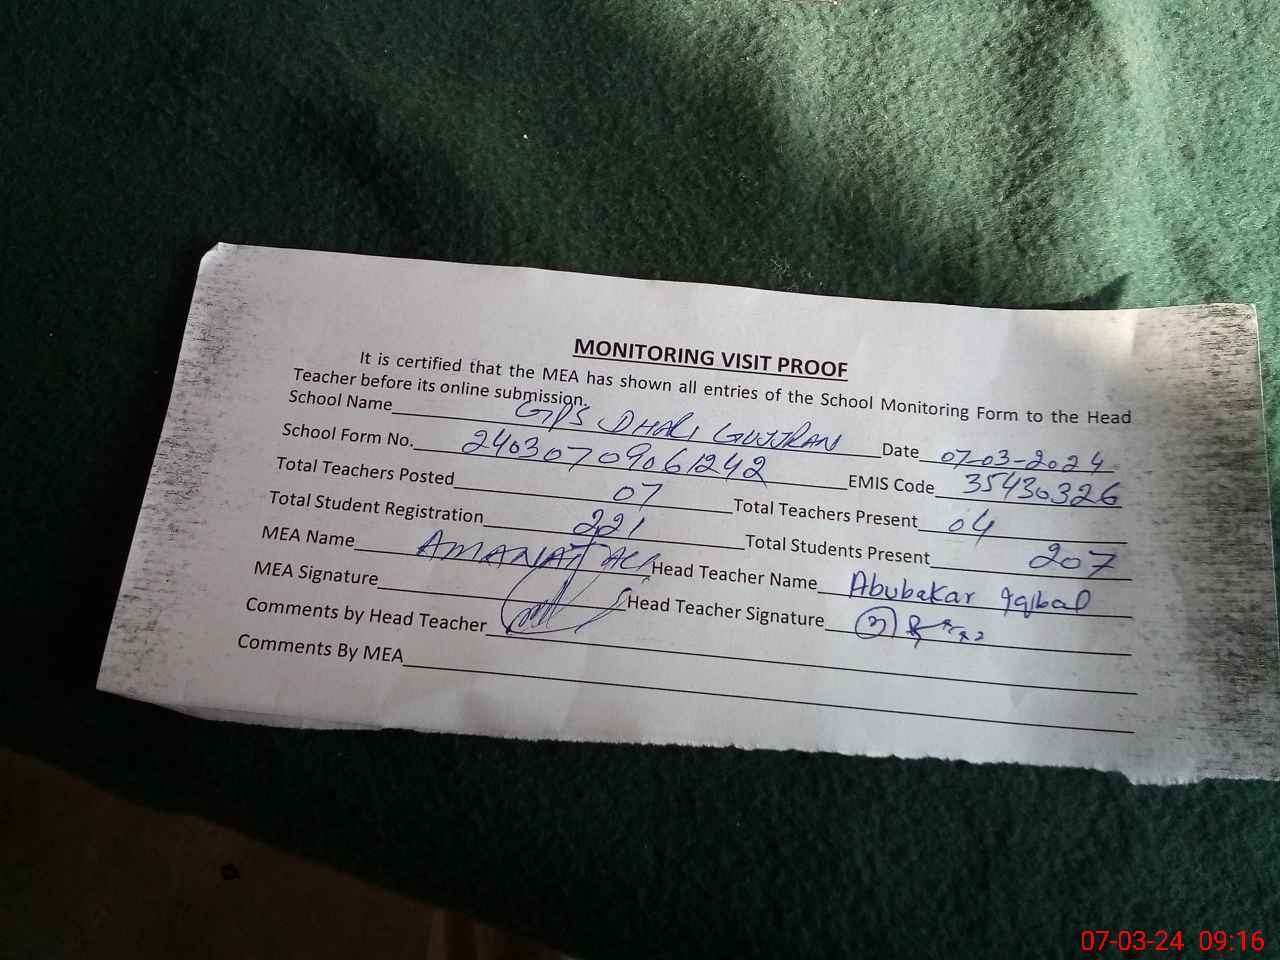 MONITORING VISIT PROOF
It is certified that the MEA has shown all entries of the School Monitoring Form to the Head
Teacher before its online submission.
School Name GPS DHARI GUJJRAN Date 07-03-2024
School Form No. 2403070906 1242 EMIS Code 35430326
Total Teachers Posted 07 Total Teachers Present 04
Total Student Registration 221 Total Students Present 207
MEA Name AMANAT ALI Head Teacher Name Abubakar Iqbal
MEA Signature Head Teacher Signature
Comments by Head Teacher
Comments By MEA
07-03-24 09:16